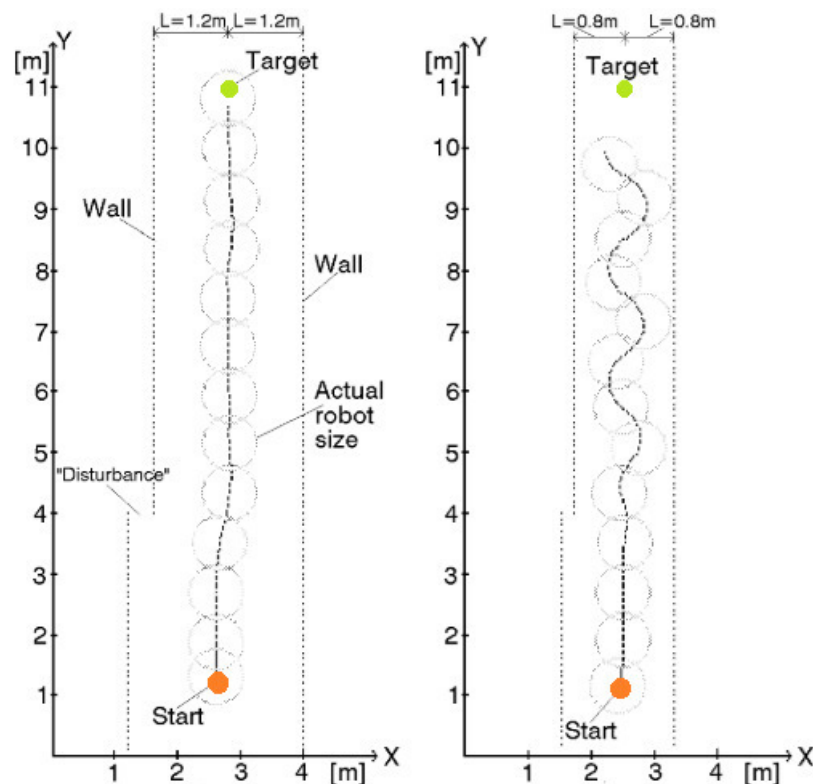 L=1.2m L=1.2m
Y
[m]
Target
11
10
Wall
9
8
Wall
7
6
Actual
robot
size
5
"Disturbance"
4
3
2
1
Start
X
1 2 3 4 [m]
L=0.8m L=0.8m
Y
[m]
Target
11
10
9
8
7
6
5
4
3
2
1
Start
X
1 2 3 4 [m]